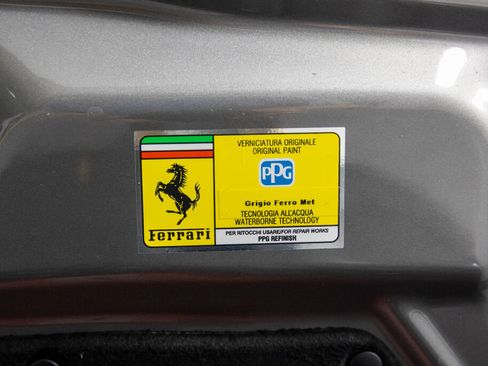 Ferrari
VERNICIATURA ORIGINALE
ORIGINAL PAINT
PPG
Grigio Ferro Met
TECNOLOGIA ALL'ACQUA
WATERBORNE TECHNOLOGY
PER RITOCCHI USARE/FOR REPAIR WORKS
PPG REFINISH